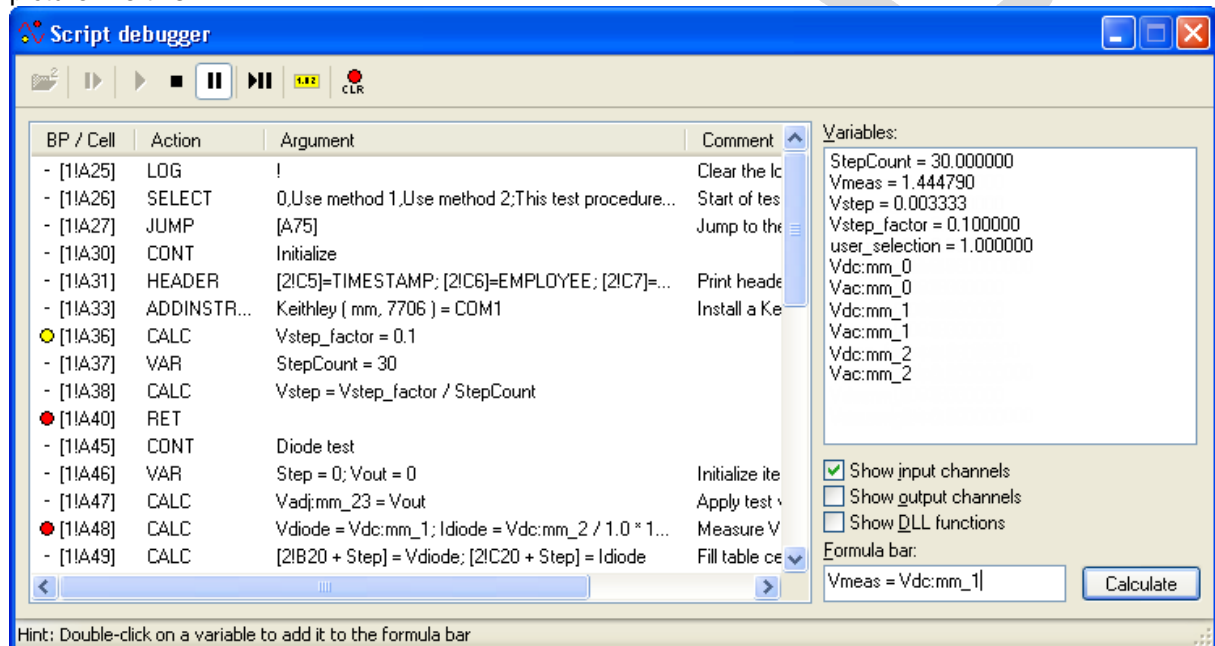 Script debugger
1.02
CLR
BP / Cell Action Argument Comment
- [1!A25] LOG ! Clear the lo
- [1!A26] SELECT 0,Use method 1,Use method 2;This test procedure... Start of tes
- [1!A27] JUMP [A75] Jump to the
- [1!A30] CONT Initialize
- [1!A31] HEADER [2!C5]=TIMESTAMP; [2!C6]=EMPLOYEE; [2!C7]=... Print heade
- [1!A33] ADDINSTR... Keithley ( mm, 7706 ) = COM1 Install a Ke
[1!A36] CALC Vstep_factor = 0.1
- [1!A37] VAR StepCount = 30
- [1!A38] CALC Vstep = Vstep_factor / StepCount
[1!A40] RET
- [1!A45] CONT Diode test
- [1!A46] VAR Step = 0; Vout = 0 Initialize ite
- [1!A47] CALC Vadj:mm_23 = Vout Apply test v
[1!A48] CALC Vdiode = Vdc:mm_1; Idiode = Vdc:mm_2 / 1.0 * 1... Measure V
- [1!A49] CALC [2!B20 + Step] = Vdiode; [2!C20 + Step] = Idiode Fill table ce
Variables:
StepCount = 30.000000
Vmeas = 1.444790
Vstep = 0.003333
Vstep_factor = 0.100000
user_selection = 1.000000
Vdc:mm_0
Vac:mm_0
Vdc:mm_1
Vac:mm_1
Vdc:mm_2
Vac:mm_2
Show input channels
Show output channels
Show DLL functions
Formula bar:
Vmeas = Vdc:mm_1
Calculate
Hint: Double-click on a variable to add it to the formula bar